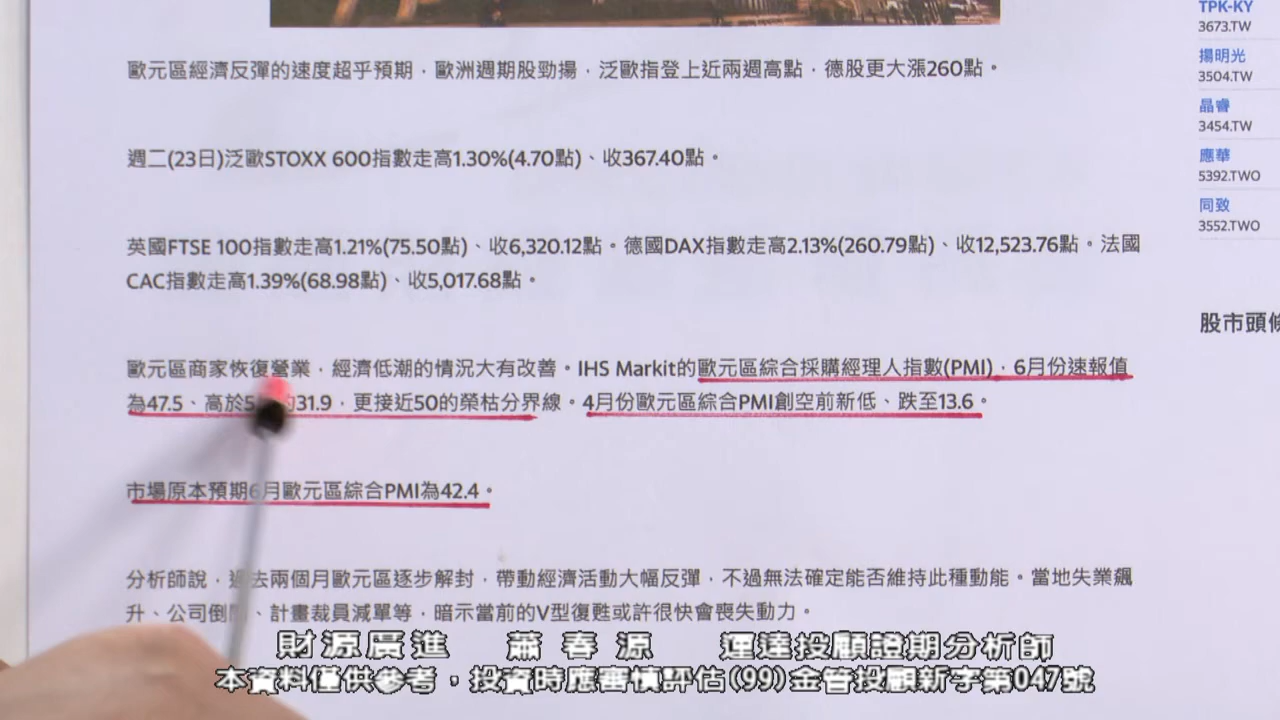 歐元區經濟反彈的速度超乎預期，歐洲週期股勁揚，泛歐指登上近兩週高點，德股更大漲260點。
週二(23日)泛歐STOXX 600指數走高1.30%(4.70點)、收367.40點。
英國FTSE 100指數走高1.21%(75.50點)、收6,320.12點。德國DAX指數走高2.13%(260.79點)、收12,523.76點。法國
CAC指數走高1.39%(68.98點)、收5,017.68點。
歐元區商家恢復營業，經濟低潮的情況大有改善。IHS Markit的歐元區綜合採購經理人指數(PMI)，6月份速報值
為47.5、高於5 的31.9，更接近50的榮枯分界線。4月份歐元區綜合PMI創空前新低、跌至13.6。
市場原本預期6月歐元區綜合PMI為42.4。
分析師說，過去兩個月歐元區逐步解封，帶動經濟活動大幅反彈，不過無法確定能否維持此種動能。當地失業飆
升、公司倒閉、計畫裁員減單等，暗示當前的V型復甦或許很快會喪失動力。
TPK-KY
3673.TW
揚明光
3504.TW
晶睿
3454.TW
應華
5392.TWO
同致
3552.TWO
股市頭條
財源廣進 蕭春源 運達投顧證期分析師
本資料僅供參考，投資時應審慎評估(99)金管投顧新字第047號